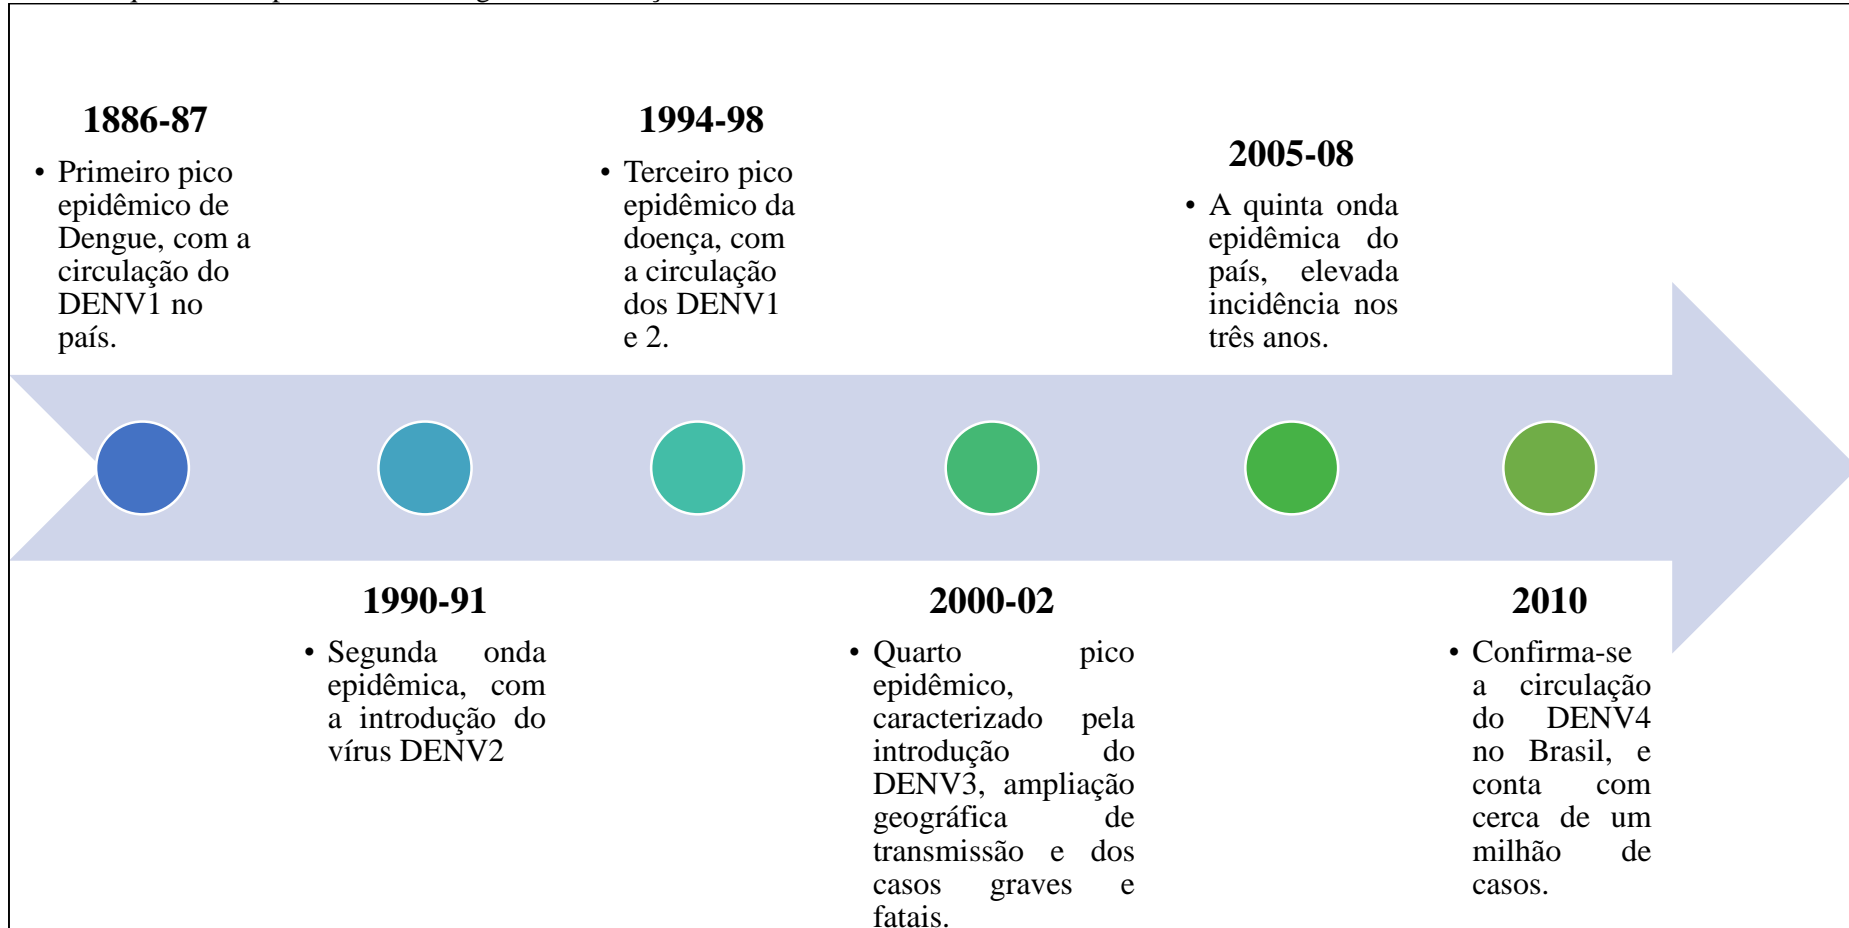 1886-87
• Primeiro pico
epidêmico de
Dengue, com a
circulação do
DENV1 no
país.
1994-98
• Terceiro pico
epidêmico da
doença, com
a circulação
dos DENV1
e 2.
2005-08
• A quinta onda
epidêmica do
país, elevada
incidência nos
três anos.
1990-91
• Segunda onda
epidêmica, com
a introdução do
vírus DENV2
2000-02
• Quarto pico
epidêmico,
caracterizado pela
introdução do
DENV3, ampliação
geográfica de
transmissão e dos
casos graves e
fatais.
2010
• Confirma-se
a circulação
do DENV4
no Brasil, e
conta com
cerca de um
milhão de
casos.